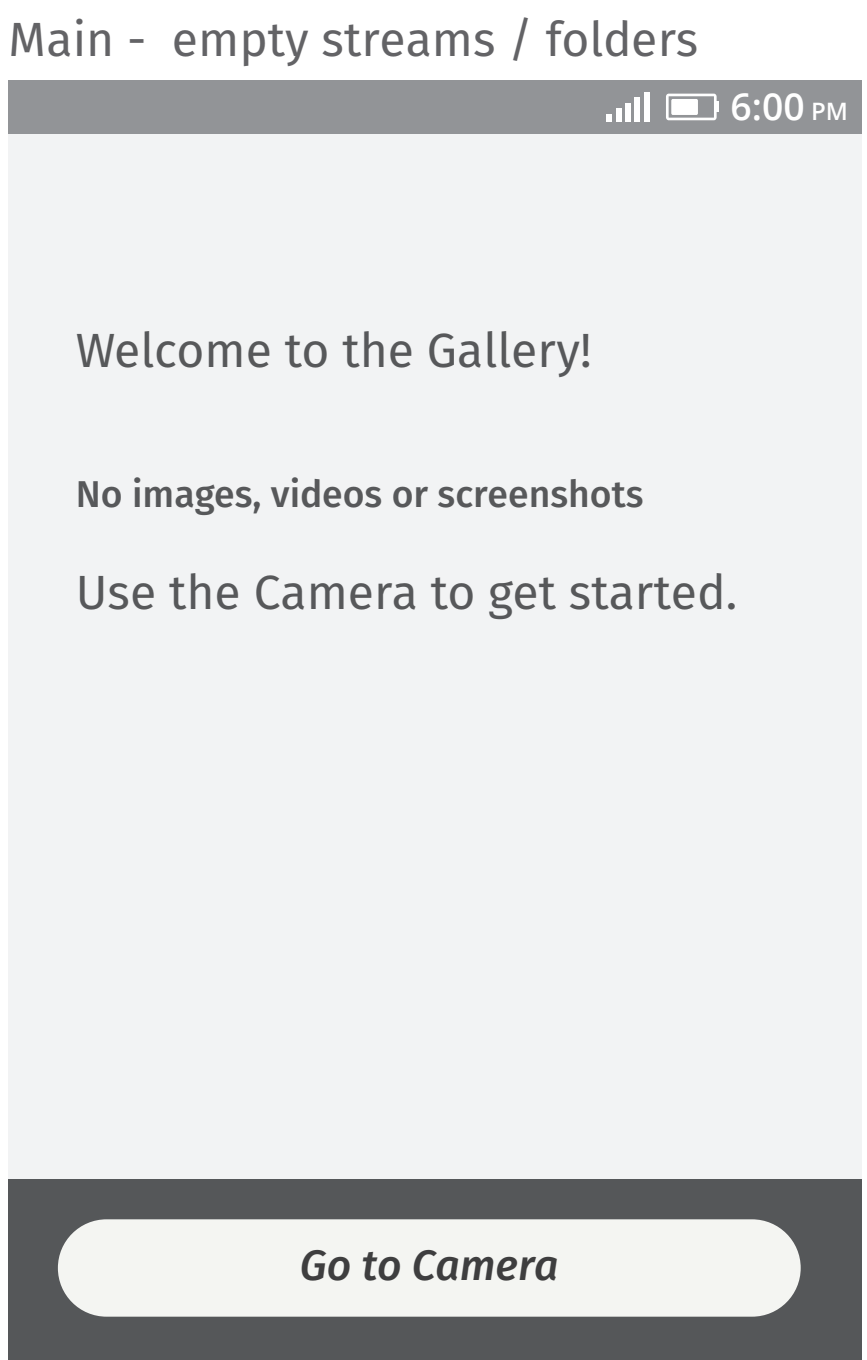 Main - empty streams / folders
6:00 PM
Welcome to the Gallery!
No images, videos or screenshots
Use the Camera to get started.
Go to Camera